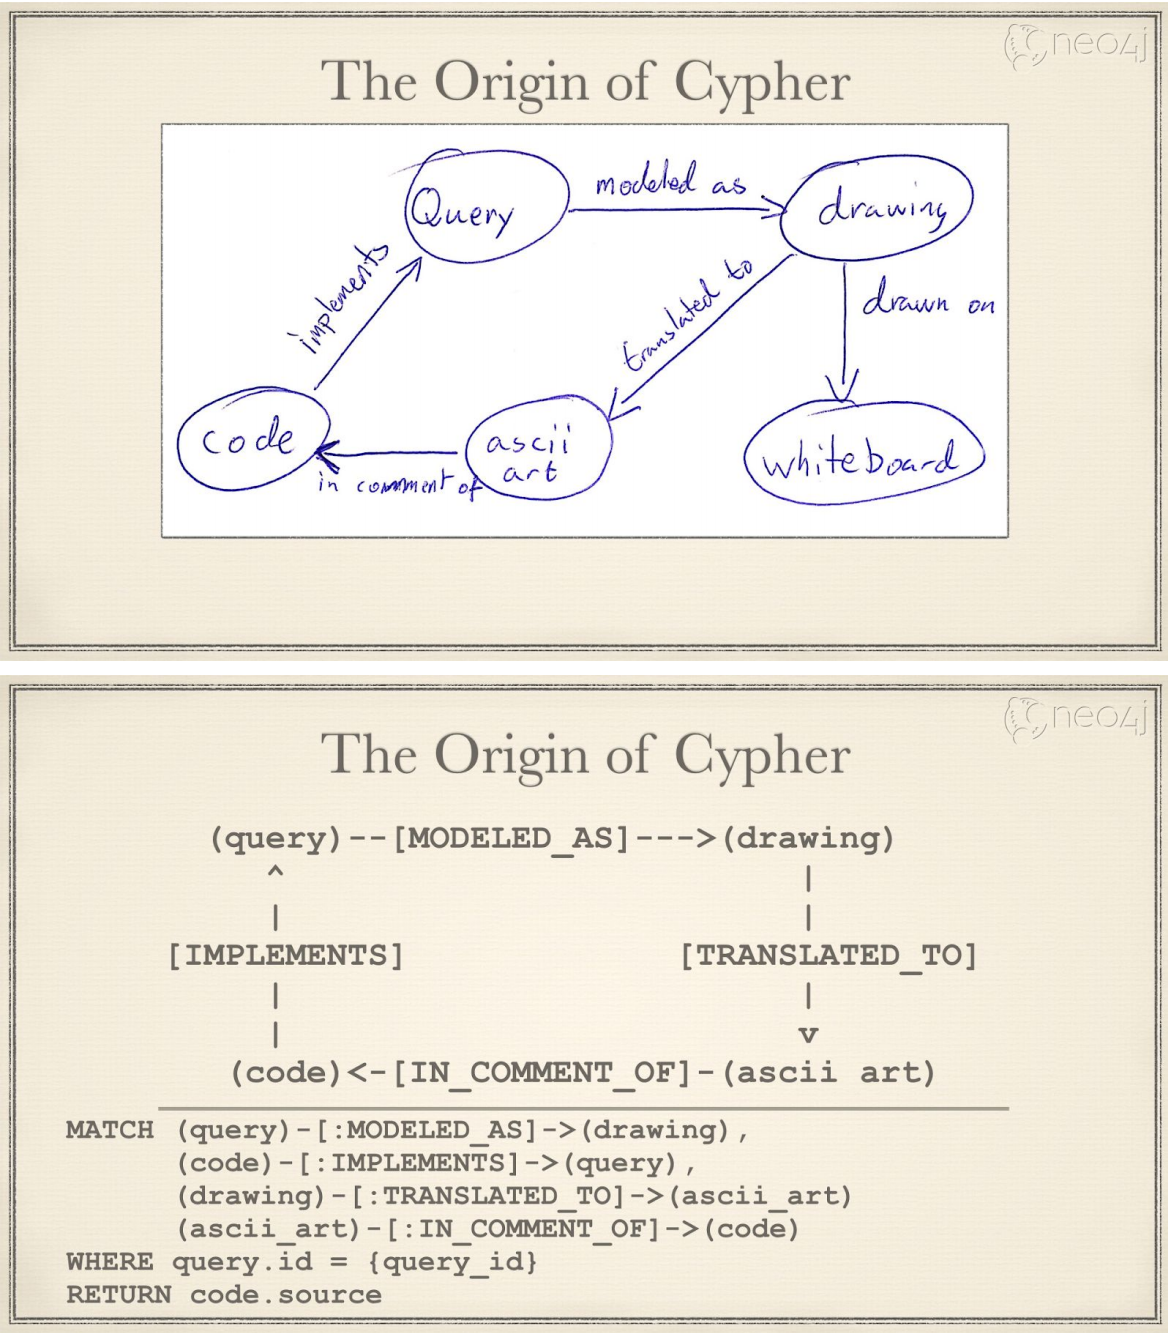 neo4j
The Origin of Cypher
Query
modeled as
drawing
implements
translated to
drawn on
code
in comment of
ascii
art
whiteboard
neo4j
The Origin of Cypher
(query)--[MODELED_AS]--->(drawing)
^ |
| |
[IMPLEMENTS] [TRANSLATED_TO]
| |
| v
(code)<-[IN_COMMENT_OF]-(ascii art)
MATCH (query)-[:MODELED_AS]->(drawing),
(code)-[:IMPLEMENTS]->(query),
(drawing)-[:TRANSLATED_TO]->(ascii_art)
(ascii_art)-[:IN_COMMENT_OF]->(code)
WHERE query.id = {query_id}
RETURN code.source